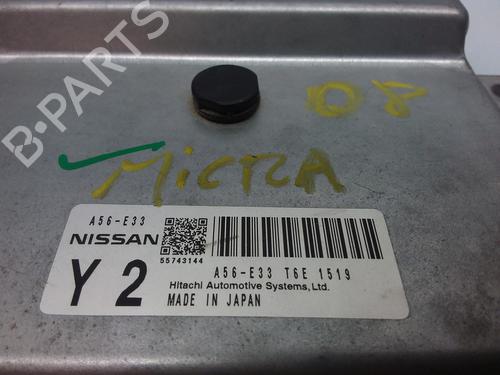 B-PARTS
08
MiCRA
A56-E33
NISSAN
55743144
A56-E33 T6E 1519
Y 2
Hitachi Automotive Systems, Ltd.
MADE IN JAPAN